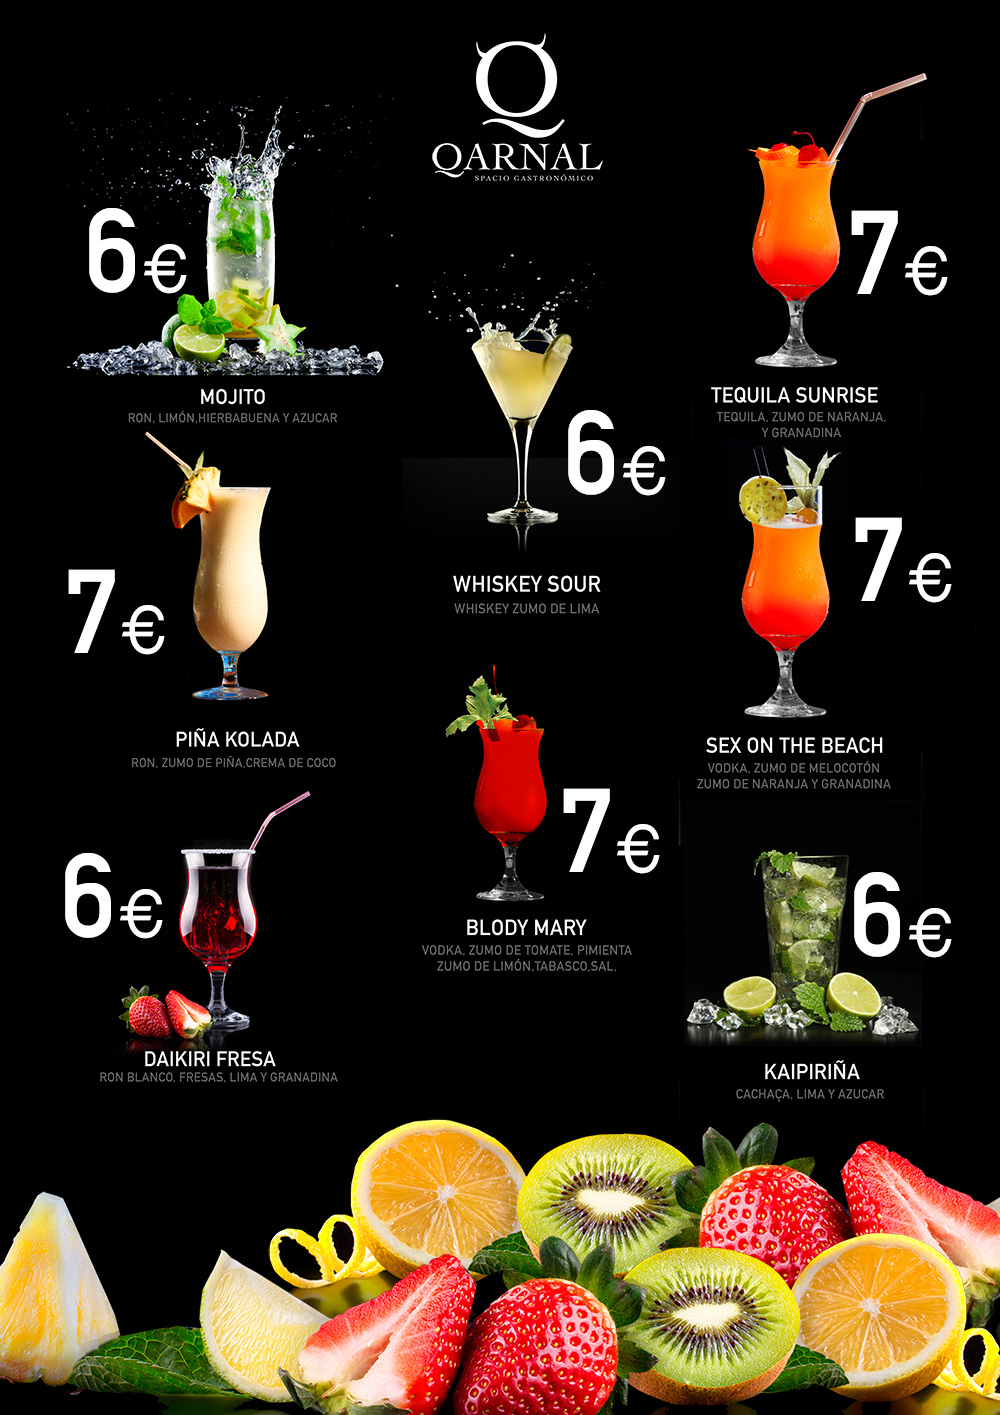 Q
QARNAL
SPACIO GASTRONÓMICO
6€
MOJITO
RON, LIMÓN,HIERBABUENA Y AZUCAR
7€
TEQUILA SUNRISE
TEQUILA, ZUMO DE NARANJA,
Y GRANADINA
6€
WHISKEY SOUR
WHISKEY ZUMO DE LIMA
7€
PIÑA KOLADA
RON, ZUMO DE PIÑA,CREMA DE COCO
7€
SEX ON THE BEACH
VODKA, ZUMO DE MELOCOTÓN
ZUMO DE NARANJA Y GRANADINA
7€
BLODY MARY
VODKA, ZUMO DE TOMATE, PIMIENTA
ZUMO DE LIMÓN,TABASCO,SAL,
6€
DAIKIRI FRESA
RON BLANCO, FRESAS, LIMA Y GRANADINA
6€
KAIPIRIÑA
CACHAÇA, LIMA Y AZUCAR